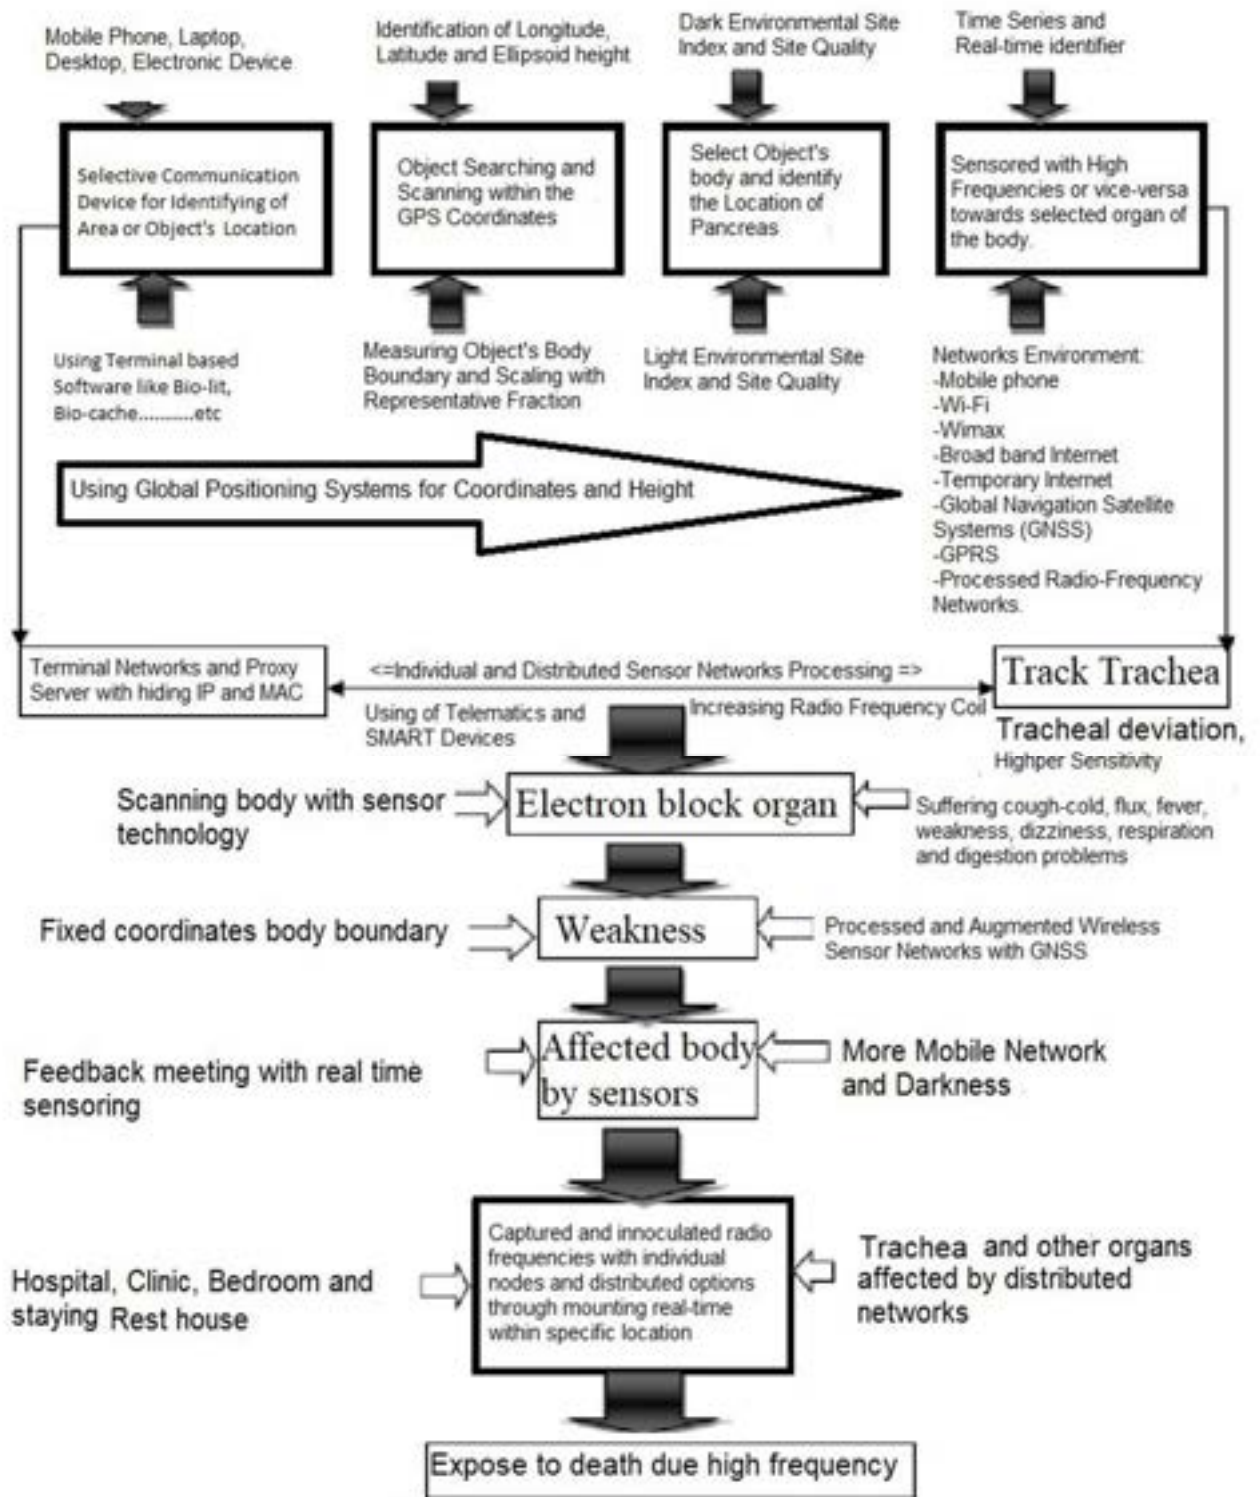 Mobile Phone, Laptop,
Desktop, Electronic Device
Identification of Longitude,
Latitude and Ellipsoid height
Dark Environmental Site
Index and Site Quality
Time Series and
Real-time identifier
Selective Communication
Device for Identifying of
Area or Object's Location
Object Searching and
Scanning within the
GPS Coordinates
Select Object's
body and identify
the Location of
Pancreas
Sensored with High
Frequencies or vice-versa
towards selected organ of
the body.
Using Terminal based
Software like Bio-lit,
Bio-cache...........etc
Measuring Object's Body
Boundary and Scaling with
Representative Fraction
Light Environmental Site
Index and Site Quality
Networks Environment:
-Mobile phone
-Wi-Fi
-Wimax
-Broad band Internet
-Temporary Internet
-Global Navigation Satellite
Systems (GNSS)
-GPRS
-Processed Radio-Frequency
Networks.
Using Global Positioning Systems for Coordinates and Height
Terminal Networks and Proxy
Server with hiding IP and MAC
<=Individual and Distributed Sensor Networks Processing =>
Using of Telematics and
SMART Devices
Increasing Radio Frequency Coil
Track Trachea
Tracheal deviation,
Highper Sensitivity
Scanning body with sensor
technology
Electron block organ
Suffering cough-cold, flux, fever,
weakness, dizziness, respiration
and digestion problems
Fixed coordinates body boundary
Weakness
Processed and Augmented Wireless
Sensor Networks with GNSS
Feedback meeting with real time
sensoring
Affected body
by sensors
More Mobile Network
and Darkness
Hospital, Clinic, Bedroom and
staying Rest house
Captured and innoculated radio
frequencies with individual
nodes and distributed options
through mounting real-time
within specific location
Trachea and other organs
affected by distributed
networks
Expose to death due high frequency